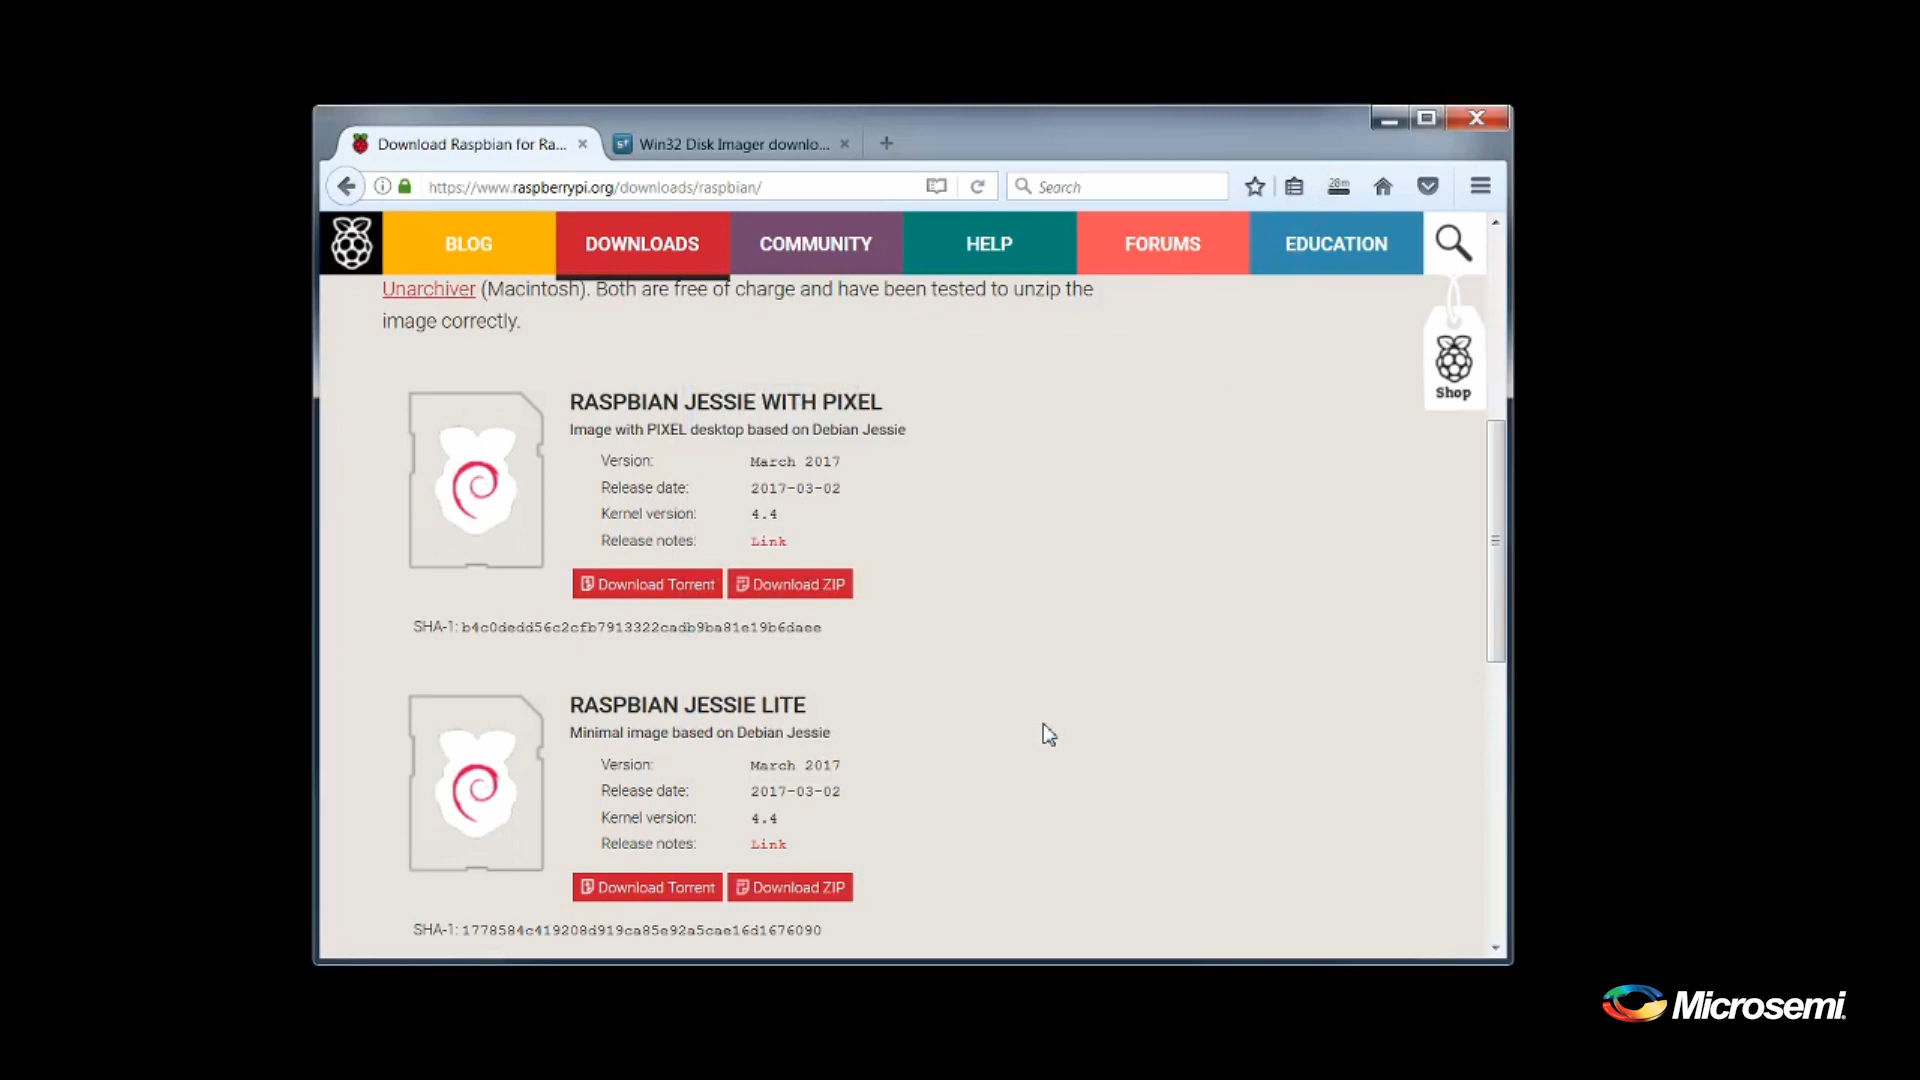 Download Raspbian for Ra...
Win32 Disk Imager downlo...
https://www.raspberrypi.org/downloads/raspbian/
Search
28m
BLOG
DOWNLOADS
COMMUNITY
HELP
FORUMS
EDUCATION
Unarchiver (Macintosh). Both are free of charge and have been tested to unzip the
image correctly.
Shop
RASPBIAN JESSIE WITH PIXEL
Image with PIXEL desktop based on Debian Jessie
Version: March 2017
Release date: 2017-03-02
Kernel version: 4.4
Release notes: Link
Download Torrent Download ZIP
SHA-1: b4c0dedd56c2cfb7913322cadb9ba81e19b6daee
RASPBIAN JESSIE LITE
Minimal image based on Debian Jessie
Version: March 2017
Release date: 2017-03-02
Kernel version: 4.4
Release notes: Link
Download Torrent Download ZIP
SHA-1: 1778584c419208d919ca85e92a5cae16d1676090
Microsemi.